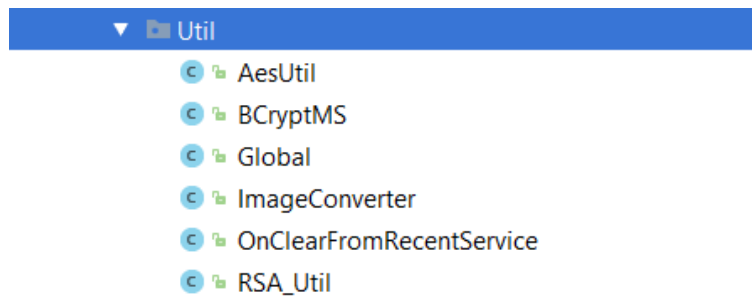 Util
AesUtil
BCryptMS
Global
ImageConverter
OnClearFromRecentService
RSA_Util